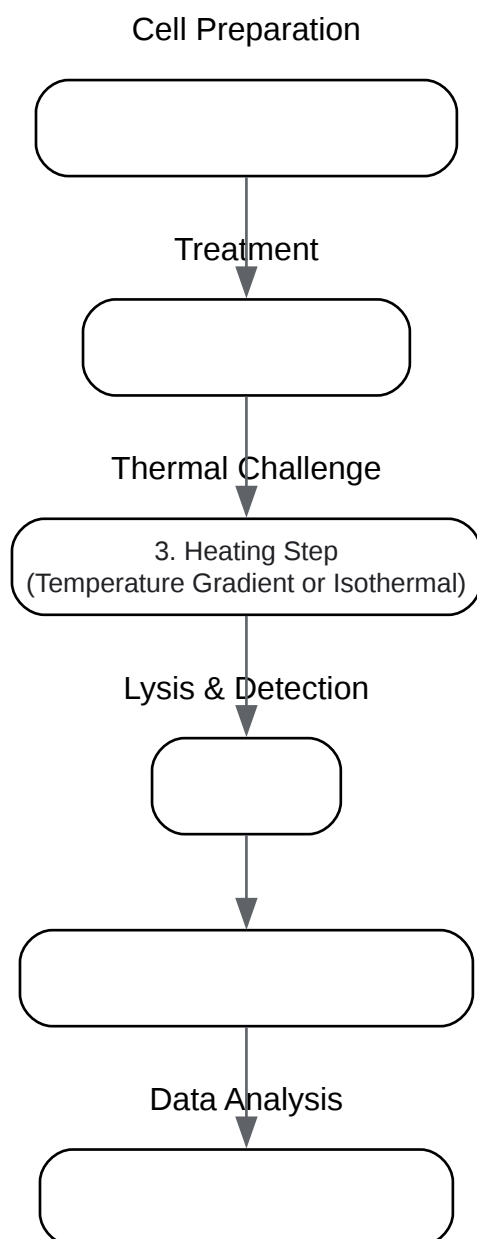 Cell Preparation
Treatment
Thermal Challenge
3. Heating Step
(Temperature Gradient or Isothermal)
Lysis & Detection
Data Analysis